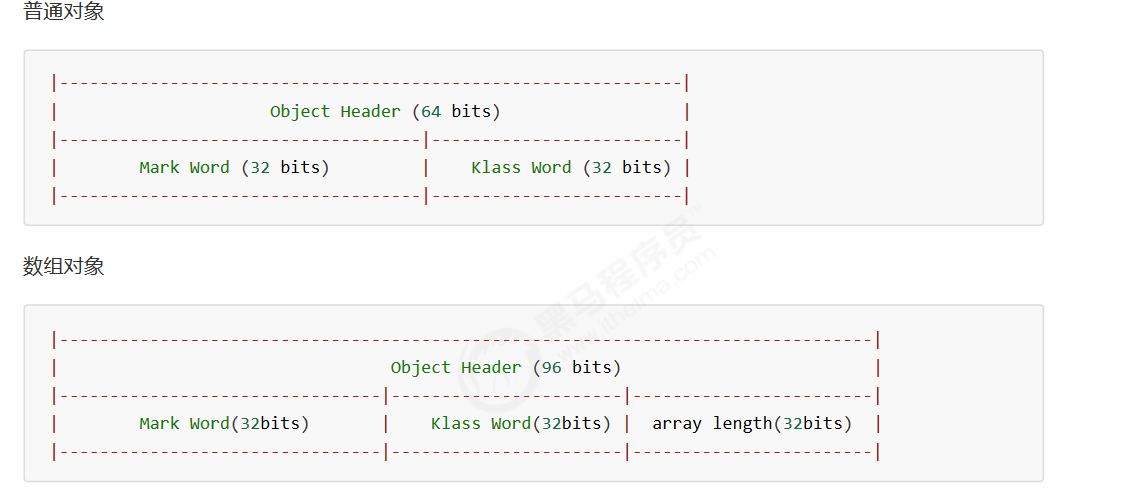 普通对象
|--------------------------------------------------------------|
| Object Header (64 bits) |
|------------------------------------|-------------------------|
| Mark Word (32 bits) | Klass Word (32 bits) |
|------------------------------------|-------------------------|
数组对象
|---------------------------------------------------------------------------------|
| Object Header (96 bits) |
|--------------------------------|-----------------------|------------------------|
| Mark Word(32bits) | Klass Word(32bits) | array length(32bits) |
|--------------------------------|-----------------------|------------------------|
黑马程序员™
www.itheima.com